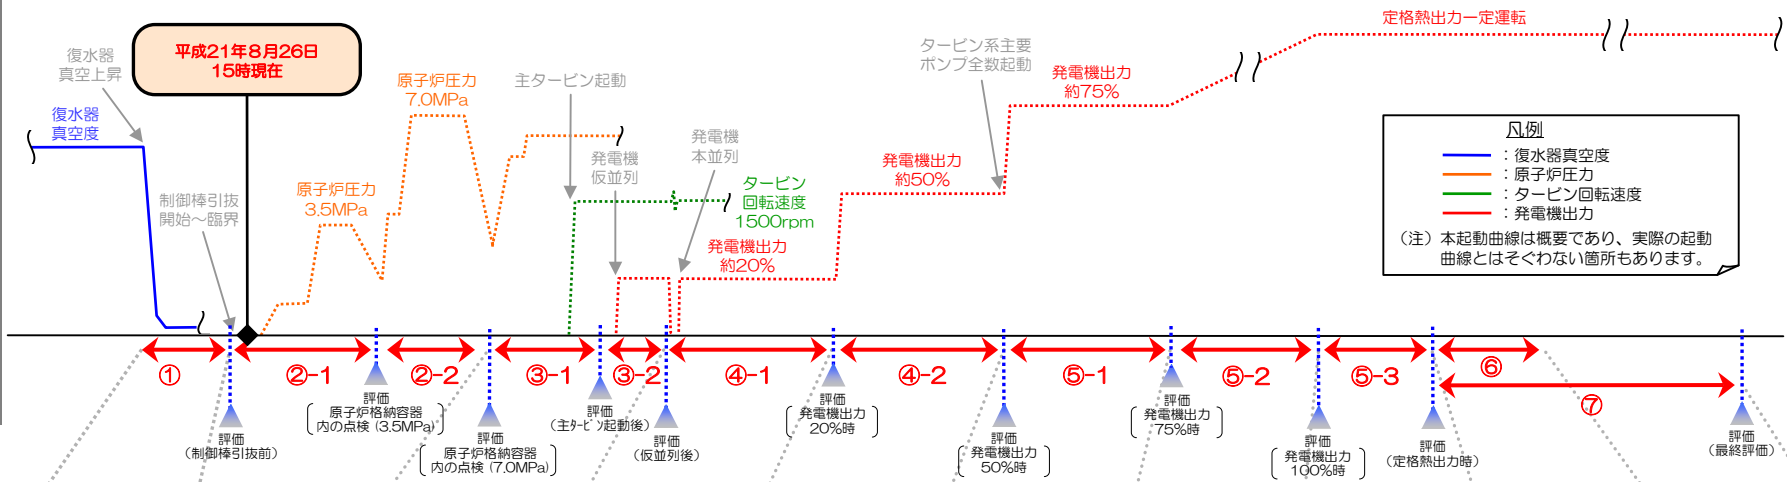 平成21年8月26日
15時現在
復水器
真空上昇
復水器
真空度
制御棒引抜
開始～臨界
原子炉圧力
3.5MPa
原子炉圧力
7.0MPa
主タービン起動
発電機
仮並列
発電機
本並列
タービン
回転速度
1500rpm
発電機出力
約20%
発電機出力
約50%
タービン系主要
ポンプ全数起動
発電機出力
約75%
定格熱出力一定運転
凡例
：復水器真空度
：原子炉圧力
：タービン回転速度
：発電機出力
（注）本起動曲線は概要であり、実際の起動
曲線とはそぐわない箇所もあります。
①
②-1
②-2
③-1
③-2
④-1
④-2
⑤-1
⑤-2
⑤-3
⑥
⑦
評価
（制御棒引抜前）
評価
原子炉格納容器
内の点検 (3.5MPa)
評価
原子炉格納容器
内の点検 (7.0MPa)
評価
（主ﾀｰﾋﾞﾝ起動後）
評価
（仮並列後）
評価
発電機出力
20%時
評価
発電機出力
50%時
評価
発電機出力
75%時
評価
発電機出力
100%時
評価
（定格熱出力時）
評価
（最終評価）